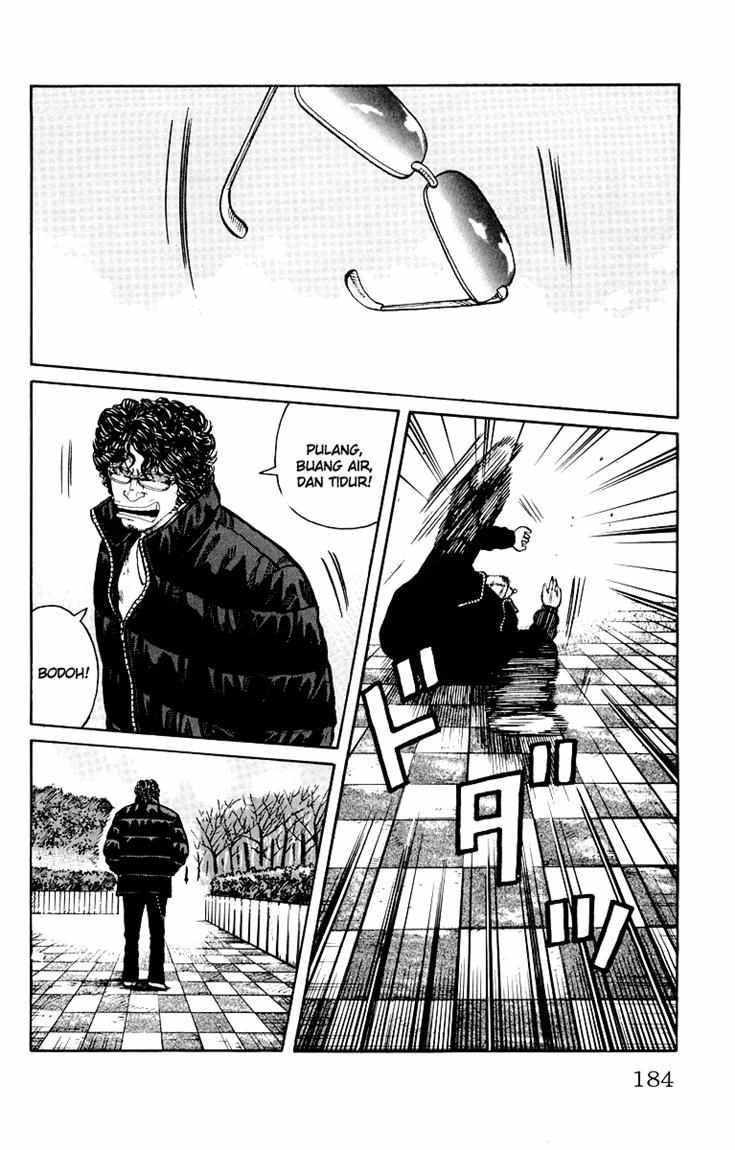 ドダッ
PULANG,
BUANG AIR,
DAN TIDUR!
BODOH!
184